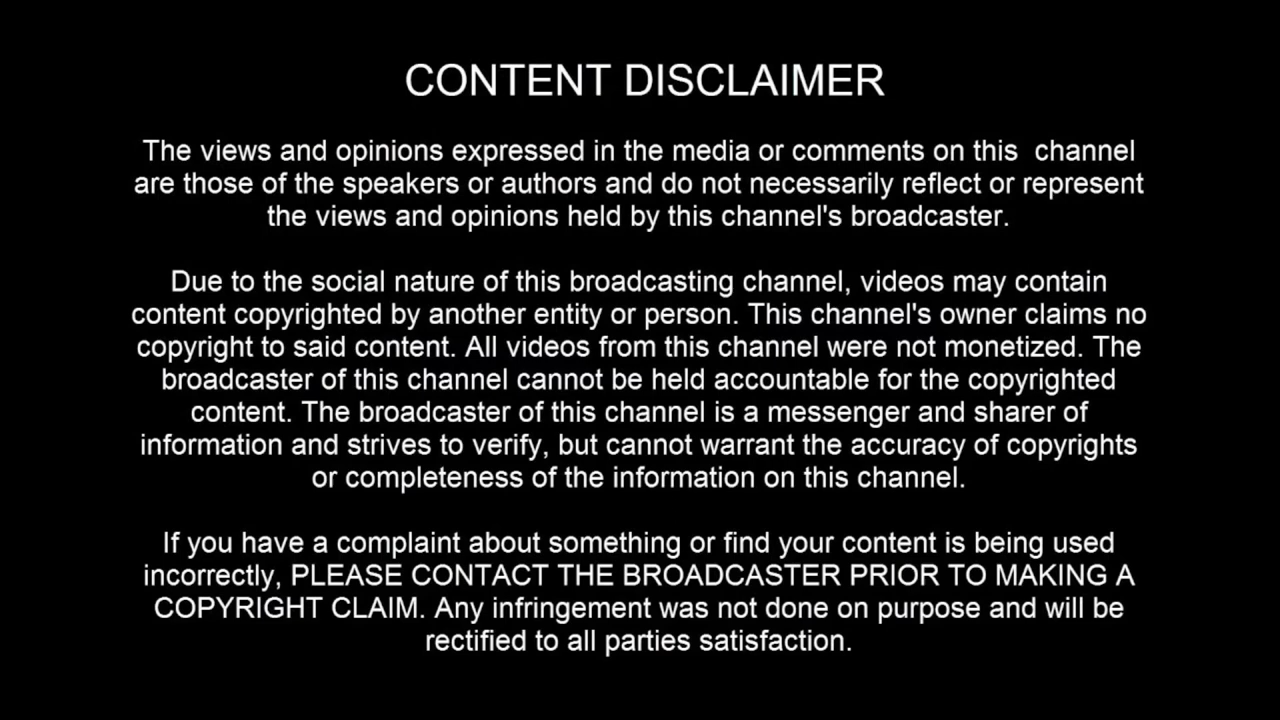 CONTENT DISCLAIMER
The views and opinions expressed in the media or comments on this  channel
are those of the speakers or authors and do not necessarily reflect or represent
the views and opinions held by this channel's broadcaster.
Due to the social nature of this broadcasting channel, videos may contain
content copyrighted by another entity or person. This channel's owner claims no
copyright to said content. All videos from this channel were not monetized. The
broadcaster of this channel cannot be held accountable for the copyrighted
content. The broadcaster of this channel is a messenger and sharer of
information and strives to verify, but cannot warrant the accuracy of copyrights
or completeness of the information on this channel.
If you have a complaint about something or find your content is being used
incorrectly, PLEASE CONTACT THE BROADCASTER PRIOR TO MAKING A
COPYRIGHT CLAIM. Any infringement was not done on purpose and will be
rectified to all parties satisfaction.